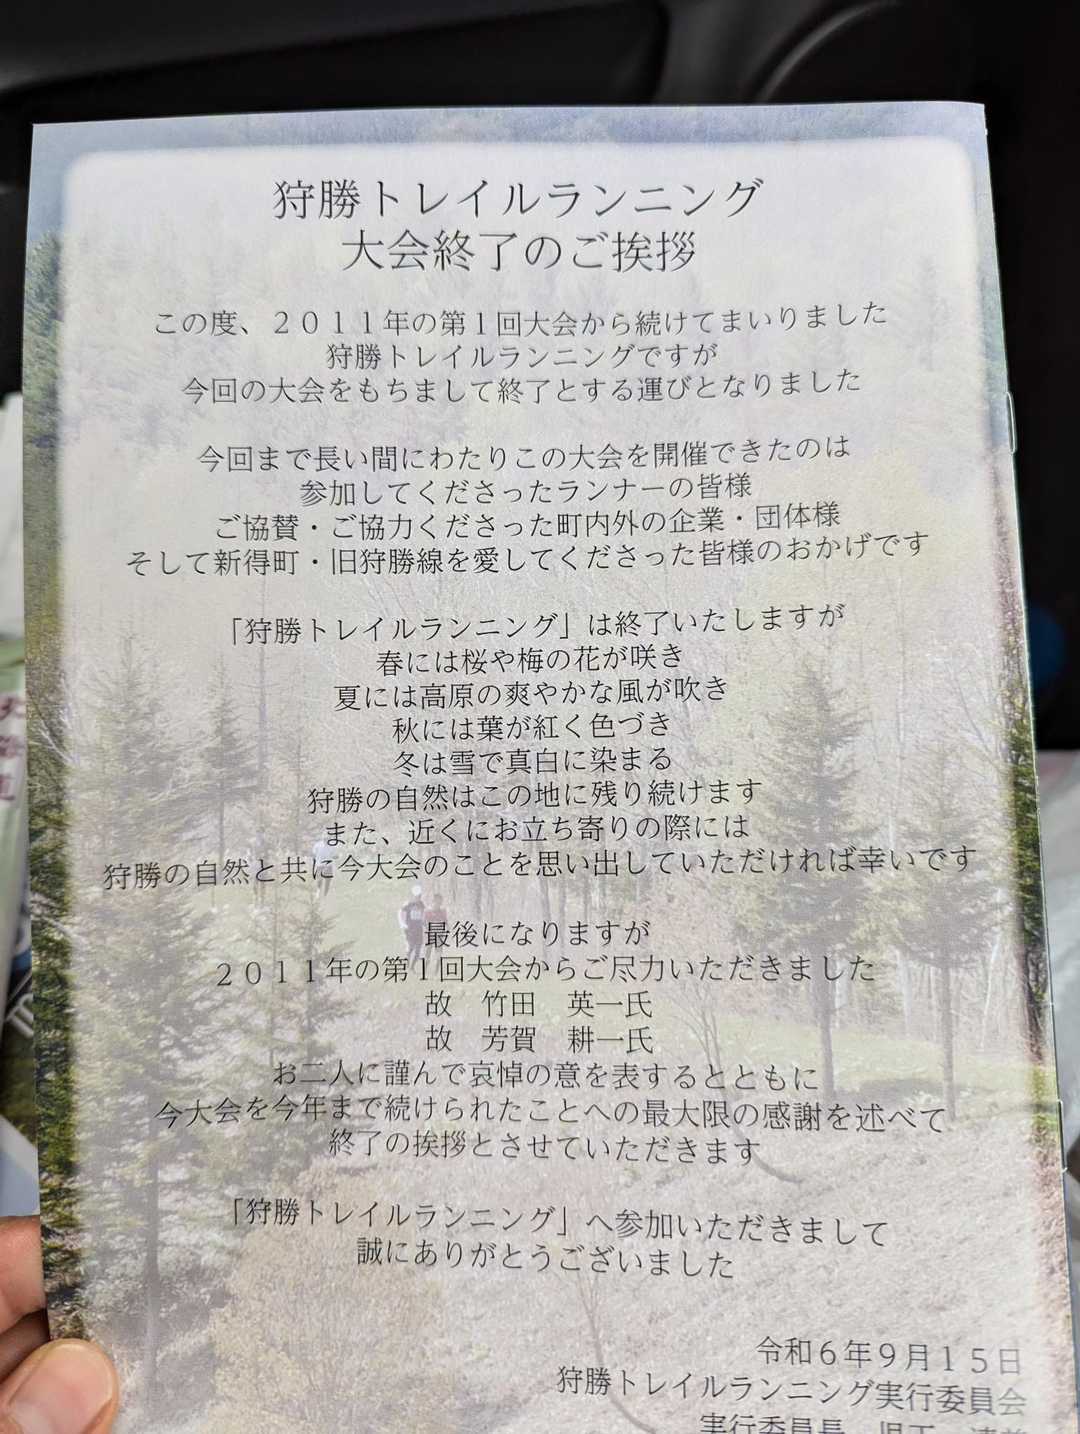 狩勝トレイルランニング
大会終了のご挨拶
この度、２０１１年の第１回大会から続けてまいりました
狩勝トレイルランニングですが
今回の大会をもちまして終了とする運びとなりました
今回まで長い間にわたりこの大会を開催できたのは
参加してくださったランナーの皆様
ご協賛・ご協力くださった町内外の企業・団体様
そして新得町・旧狩勝線を愛してくださった皆様のおかげです
「狩勝トレイルランニング」は終了いたしますが
春には桜や梅の花が咲き
夏には高原の爽やかな風が吹き
秋には葉が紅く色づき
冬は雪で真白に染まる
狩勝の自然はこの地に残り続けます
また、近くにお立ち寄りの際には
狩勝の自然と共に今大会のことを思い出していただければ幸いです
最後になりますが
２０１１年の第１回大会からご尽力いただきました
故　竹田　英一氏
故　芳賀　耕一氏
お二人に謹んで哀悼の意を表するとともに
今大会を今年まで続けられたことへの最大限の感謝を述べて
終了の挨拶とさせていただきます
「狩勝トレイルランニング」へ参加いただきまして
誠にありがとうございました
令和６年９月１５日
狩勝トレイルランニング実行委員会
実行委員長